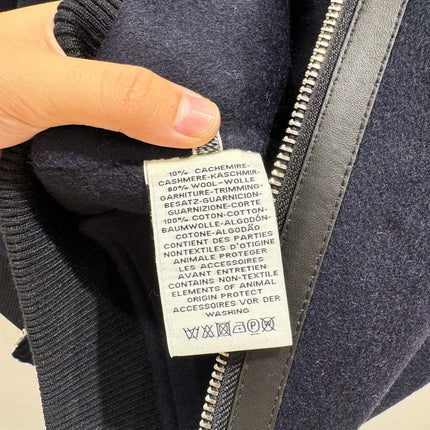 10% CACHEMIRE-
CASHMERE-KASCHMIR-
80% WOOL-WOLLE
GARNITURE-TRIMMING-
BESATZ-GUARNICION-
GUARNIZIONE-CORTE
100% COTON-COTTON-
BAUMWOLLE-ALGODÓN-
COTONE-ALGODÃO
CONTIENT DES PARTIES
NONTEXTILES D'ORIGINE
ANIMALE PROTEGER
LES ACCESSOIRES
AVANT ENTRETIEN
CONTAINS NON-TEXTILE
ELEMENTS OF ANIMAL
ORIGIN PROTECT
ACCESSOIRES VOR DER
WASHING